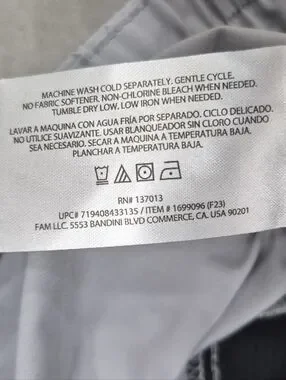 MACHINE WASH COLD SEPARATELY. GENTLE CYCLE.
NO FABRIC SOFTENER. NON-CHLORINE BLEACH WHEN NEEDED.
TUMBLE DRY LOW, LOW IRON WHEN NEEDED.
LAVAR A MAQUINA CON AGUA FRÍA POR SEPARADO. CICLO DELICADO.
NO UTILICE SUAVIZANTE. USAR BLANQUEADOR SIN CLORO CUANDO
SEA NECESARIO. SECAR A MAQUINA A TEMPERATURA BAJA.
PLANCHAR A TEMPERATURA BAJA.
RN# 137013
UPC# 719408433135 / ITEM # 1699096 (F23)
FAM LLC. 5553 BANDINI BLVD COMMERCE, CA. USA 90201